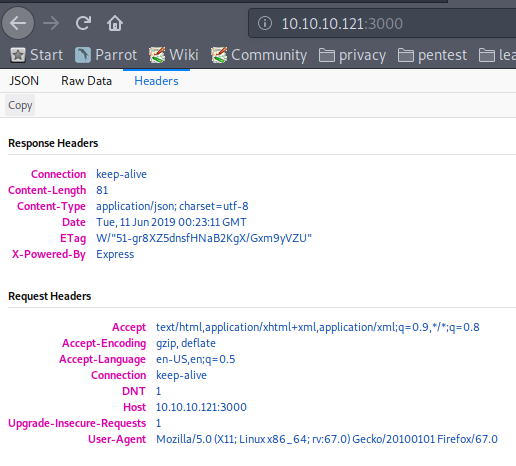 10.10.10.121:3000
Start Parrot Wiki Community privacy pentest
JSON Raw Data Headers
Copy
Response Headers
Connection keep-alive
Content-Length 81
Content-Type application/json; charset=utf-8
Date Tue, 11 Jun 2019 00:23:11 GMT
ETag W/"51-gr8XZ5dnsfHNaB2KgX/Gxm9yVZU"
X-Powered-By Express
Request Headers
Accept text/html,application/xhtml+xml,application/xml;q=0.9,*/*;q=0.8
Accept-Encoding gzip, deflate
Accept-Language en-US,en;q=0.5
Connection keep-alive
DNT 1
Host 10.10.10.121:3000
Upgrade-Insecure-Requests 1
User-Agent Mozilla/5.0 (X11; Linux x86_64; rv:67.0) Gecko/20100101 Firefox/67.0